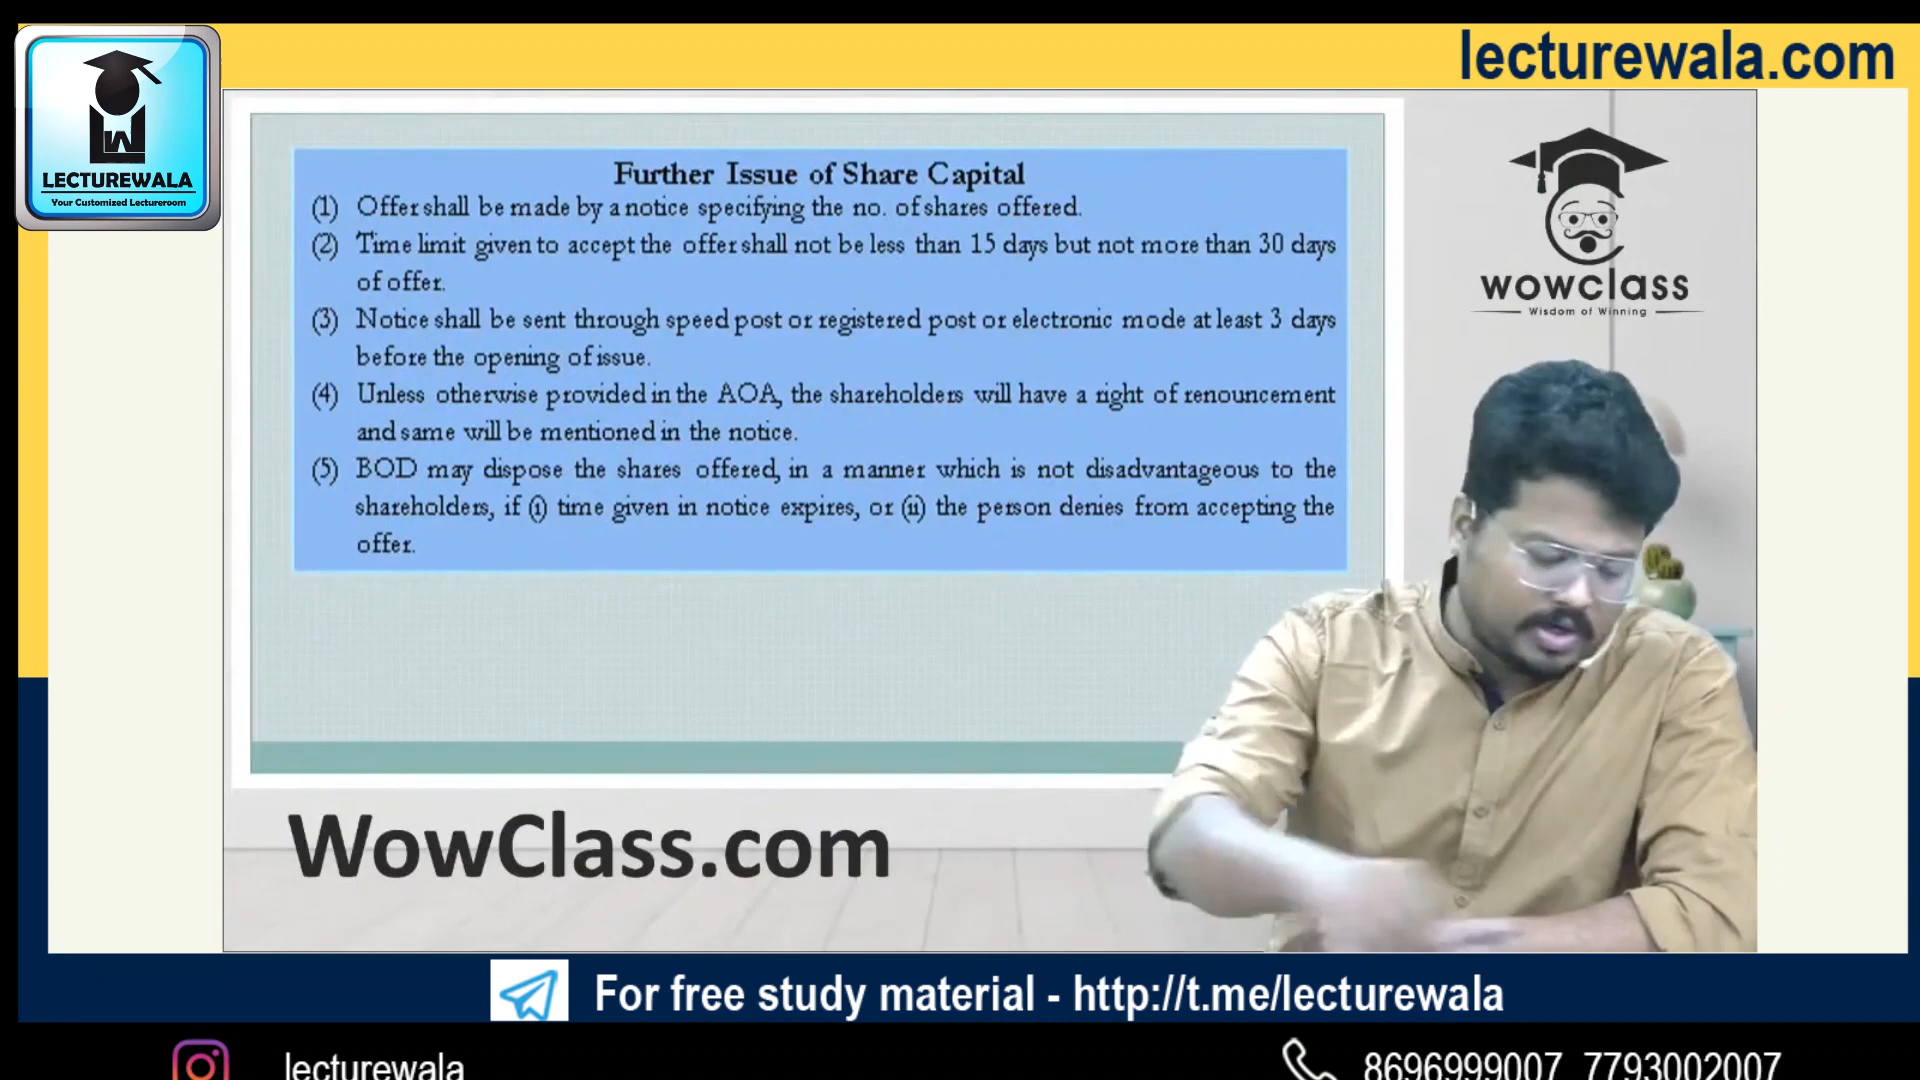 lecturewala.com
LW
LECTUREWALA
Your Customized Lectureroom
wowclass
Wisdom of Winning
Further Issue of Share Capital
(1) Offer shall be made by a notice specifying the no. of shares offered.
(2) Time limit given to accept the offer shall not be less than 15 days but not more than 30 days
of offer.
(3) Notice shall be sent through speed post or registered post or electronic mode at least 3 days
before the opening of issue.
(4) Unless otherwise provided in the AOA, the shareholders will have a right of renouncement
and same will be mentioned in the notice.
(5) BOD may dispose the shares offered, in a manner which is not disadvantageous to the
shareholders, if (i) time given in notice expires, or (ii) the person denies from accepting the
offer.
WowClass.com
For free study material - http://t.me/lecturewala
lecturewala
8696999007, 7793002007